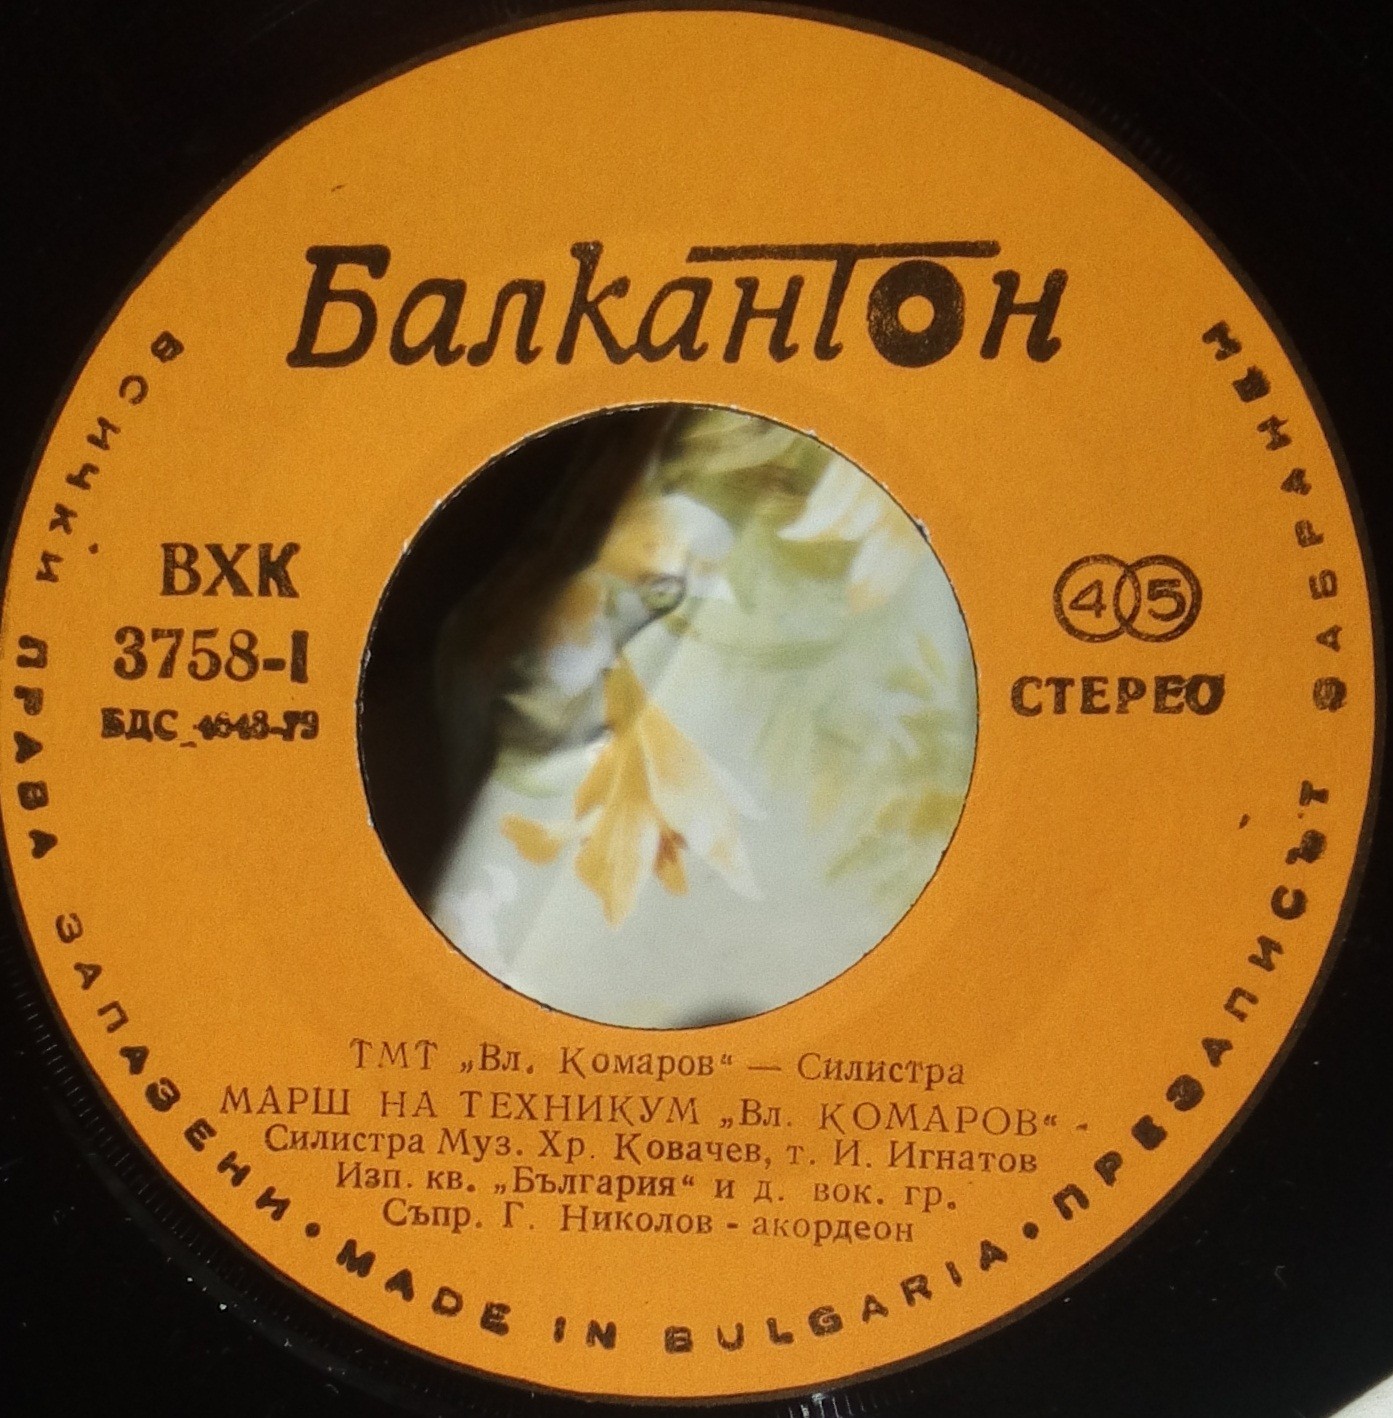 Балкантон
ВХК
3758-I
БДС 4043-79
45
СТЕРЕО
ТМТ „Вл. Комаров“ — Силистра
МАРШ НА ТЕХНИКУМ „Вл. КОМАРОВ“ -
Силистра Муз. Хр. Ковачев, т. И. Игнатов
Изп. кв. „България“ и д. вок. гр.
Съпр. Г. Николов - акордеон
ВСИЧКИ ПРАВА ЗАПАЗЕНИ • MADE IN BULGARIA • ПРЕЗАПИСЪТ ЗАБРАНЕН